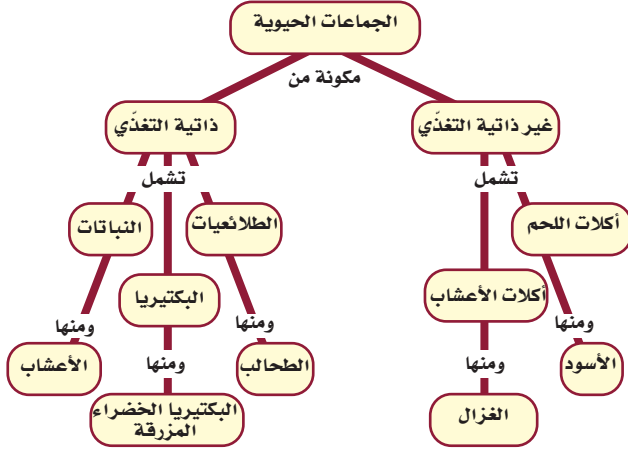 الجماعات الحيوية
مكونة من
غير ذاتية التغذّي
ذاتية التغذّي
تشمل
تشمل
أكلات اللحم
الطلائعيات
النباتات
أكلات الأعشاب
البكتيريا
ومنها
ومنها
ومنها
ومنها
ومنها
الأسود
الطحالب
الأعشاب
الغزال
البكتيريا الخضراء
المزرقة